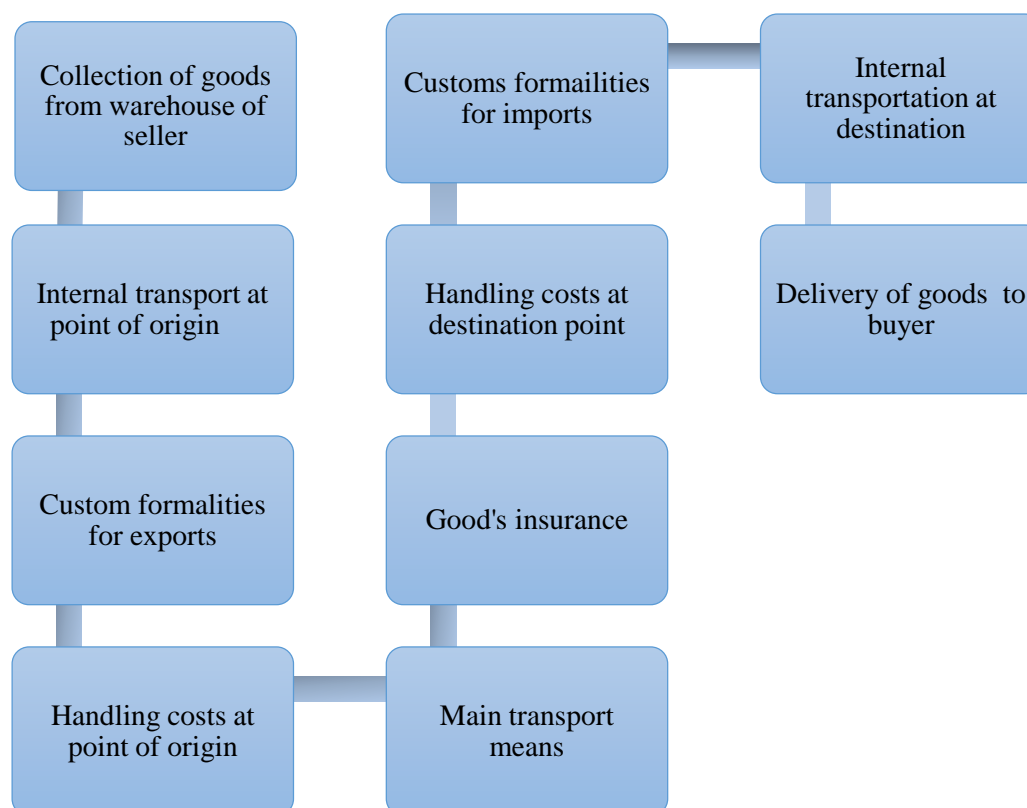 Collection of goods
from warehouse of
seller
Internal transport at
point of origin
Custom formalities
for exports
Handling costs at
point of origin
Main transport
means
Good's insurance
Handling costs at
destination point
Customs formailities
for imports
Internal
transportation at
destination
Delivery of goods to
buyer